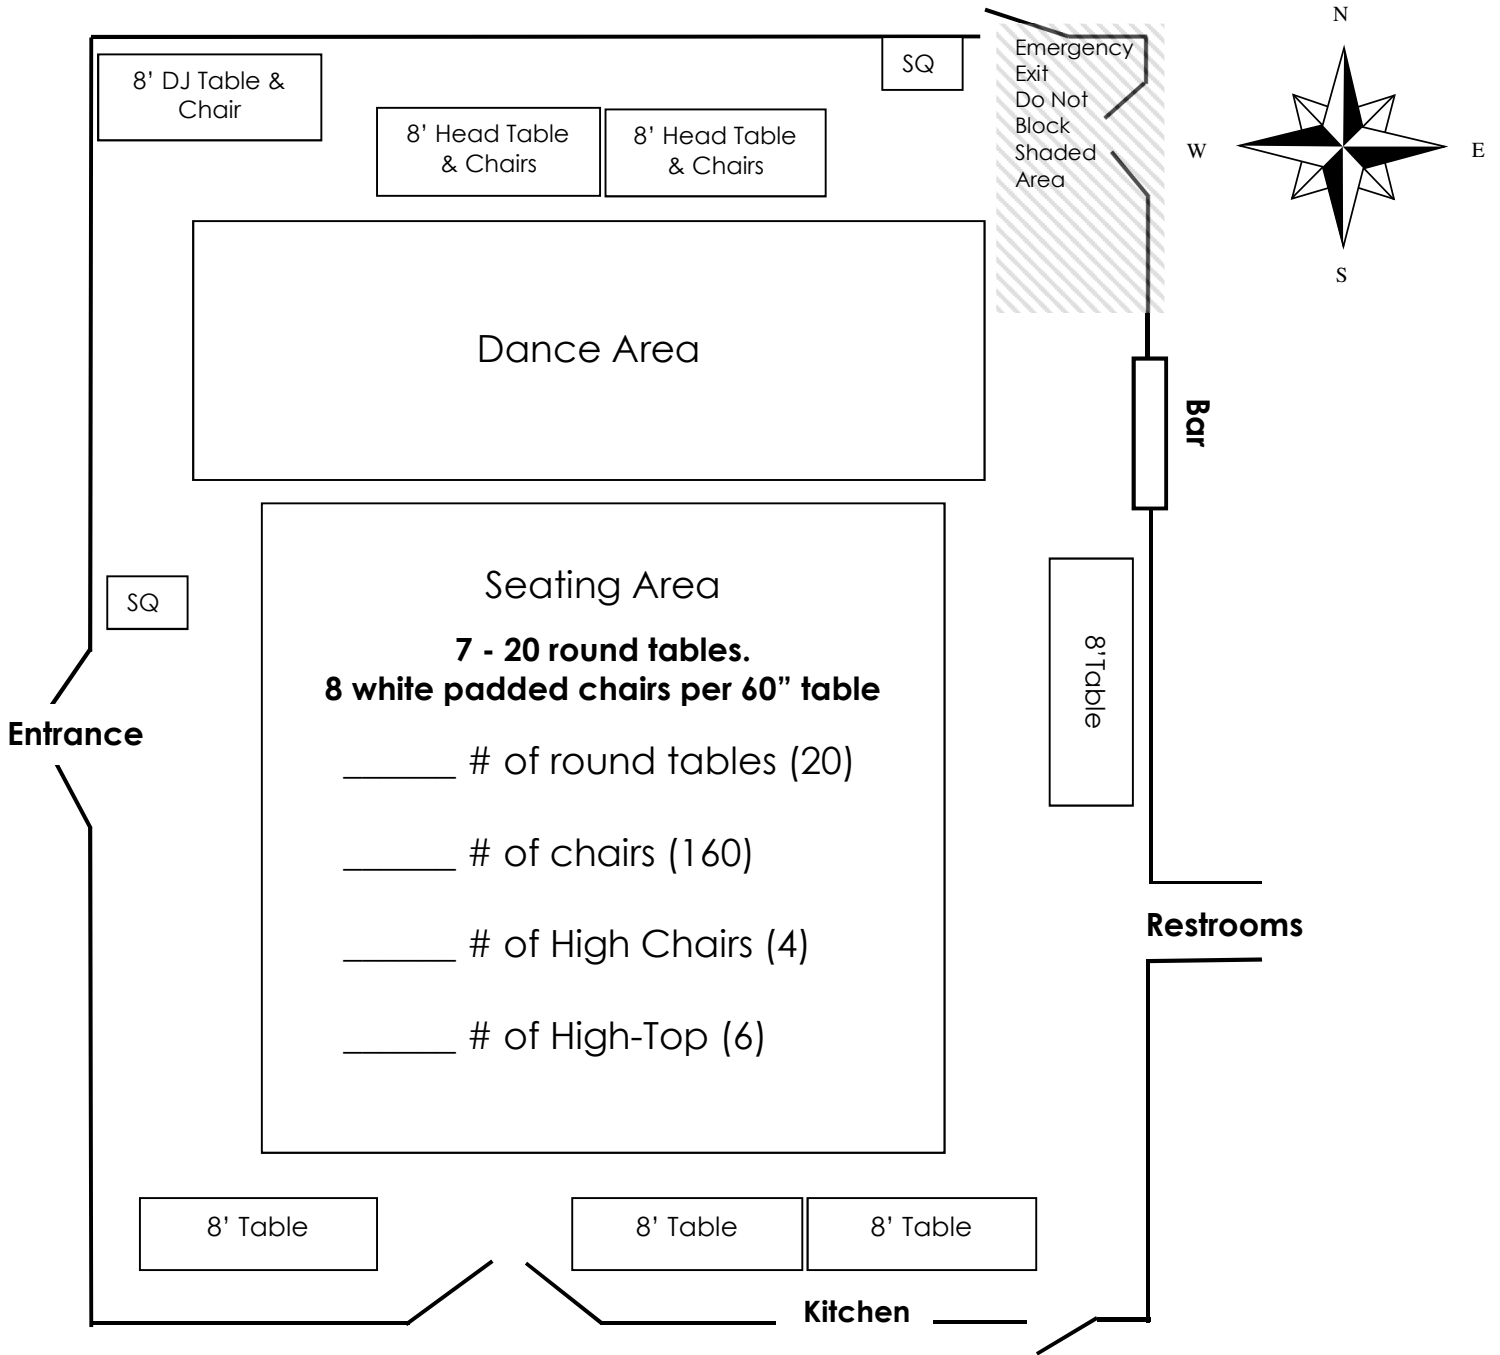 N
W
E
S
8’ DJ Table &
Chair
8’ Head Table
& Chairs
8’ Head Table
& Chairs
SQ
Emergency
Exit
Do Not
Block
Shaded
Area
Dance Area
Bar
Seating Area
7 - 20 round tables.
8 white padded chairs per 60” table
______ # of round tables (20)
______ # of chairs (160)
______ # of High Chairs (4)
______ # of High-Top (6)
SQ
Entrance
8’Table
Restrooms
8’ Table
8’ Table
8’ Table
Kitchen